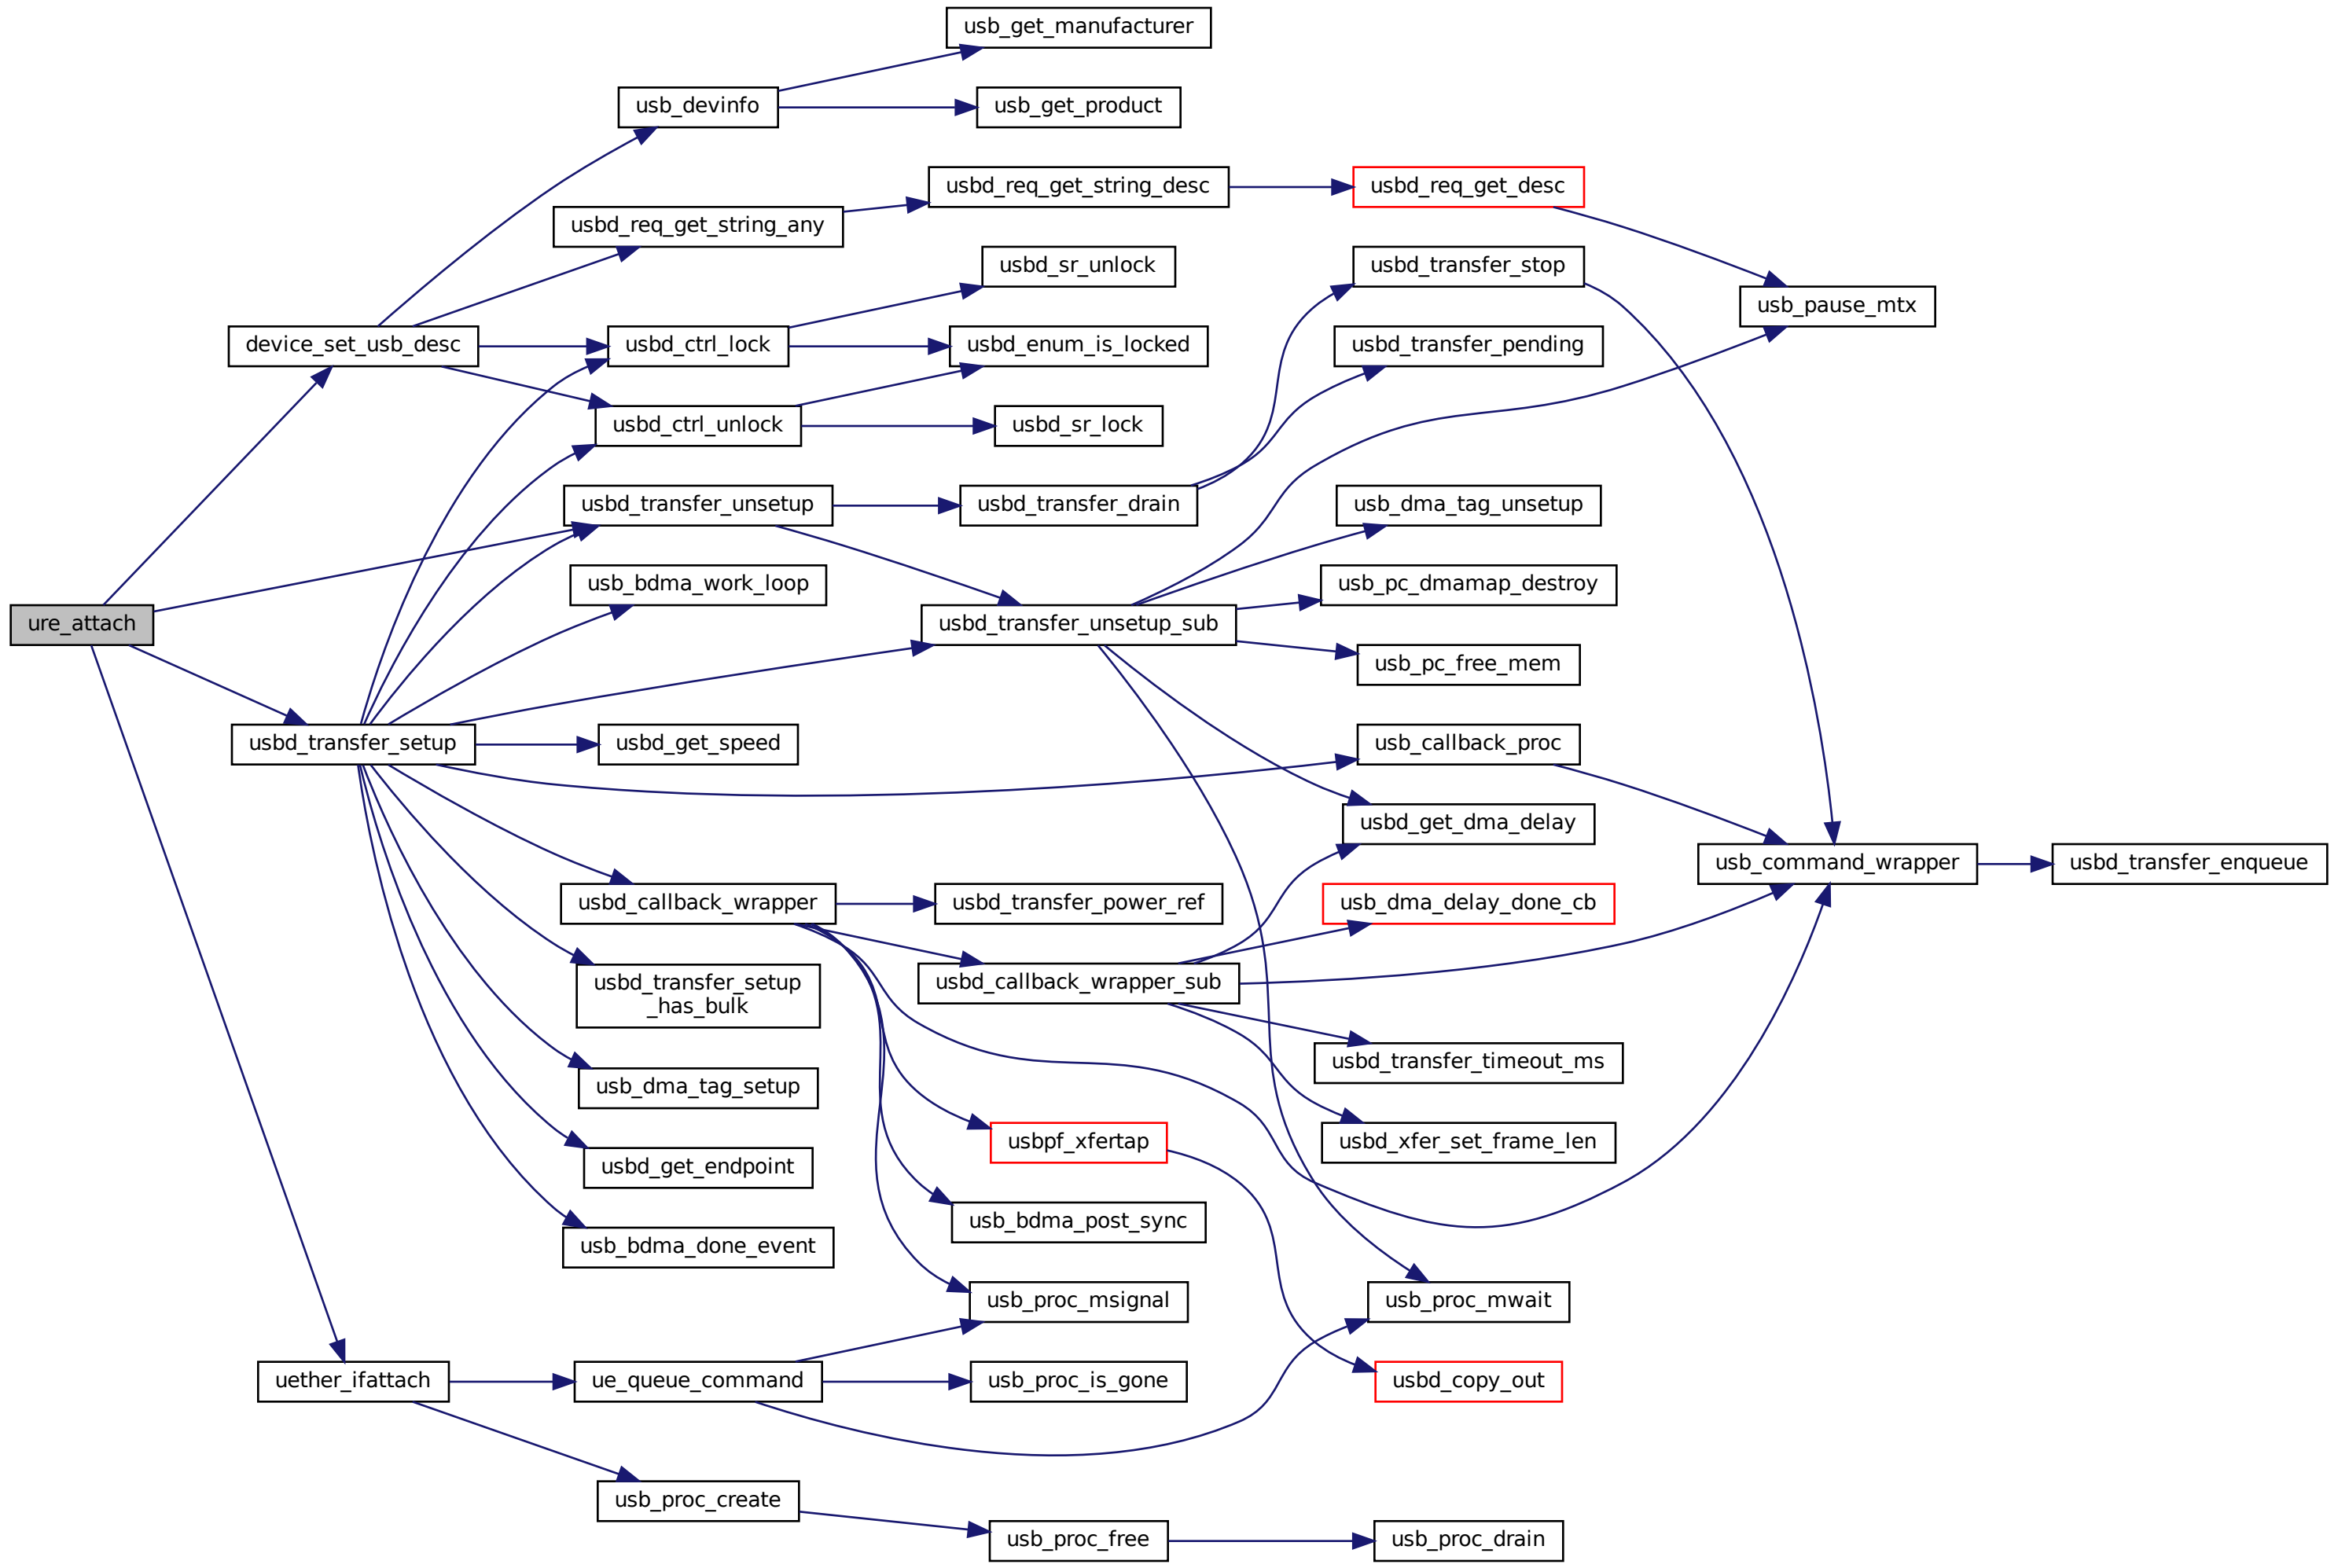 usb_get_manufacturer
usb_devinfo
usb_get_product
usbd_req_get_string_desc
usbd_req_get_desc
usbd_req_get_string_any
usbd_sr_unlock
usbd_transfer_stop
usb_pause_mtx
device_set_usb_desc
usbd_ctrl_lock
usbd_enum_is_locked
usbd_transfer_pending
usbd_ctrl_unlock
usbd_sr_lock
usbd_transfer_unsetup
usbd_transfer_drain
usb_dma_tag_unsetup
usb_bdma_work_loop
usb_pc_dmamap_destroy
ure_attach
usbd_transfer_unsetup_sub
usb_pc_free_mem
usbd_transfer_setup
usbd_get_speed
usb_callback_proc
usbd_get_dma_delay
usb_command_wrapper
usbd_transfer_enqueue
usbd_callback_wrapper
usbd_transfer_power_ref
usb_dma_delay_done_cb
usbd_transfer_setup
_has_bulk
usbd_callback_wrapper_sub
usbd_transfer_timeout_ms
usb_dma_tag_setup
usbpf_xfertap
usbd_xfer_set_frame_len
usbd_get_endpoint
usb_bdma_post_sync
usb_bdma_done_event
usb_proc_msignal
usb_proc_mwait
uether_ifattach
ue_queue_command
usb_proc_is_gone
usbd_copy_out
usb_proc_create
usb_proc_free
usb_proc_drain